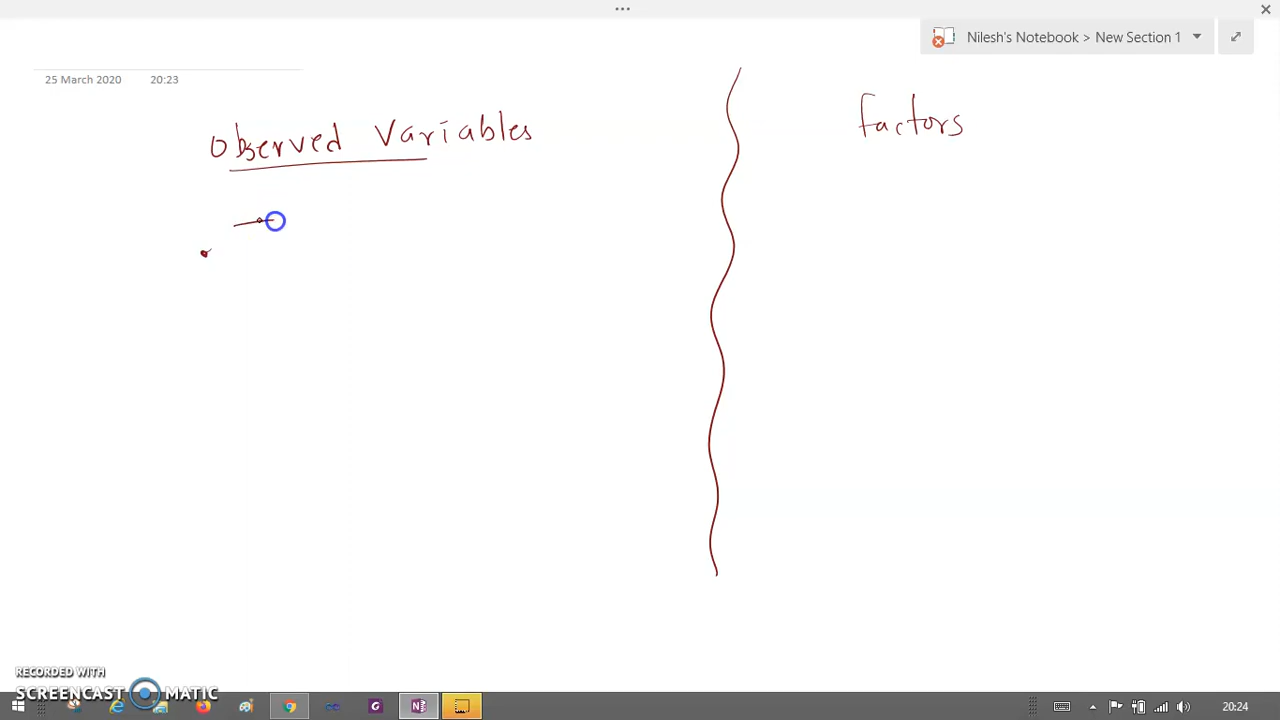 ...
Nilesh's Notebook > New Section 1
25 March 2020 20:23
Observed Variables
factors
RECORDED WITH
SCREENCAST MATIC
20:24